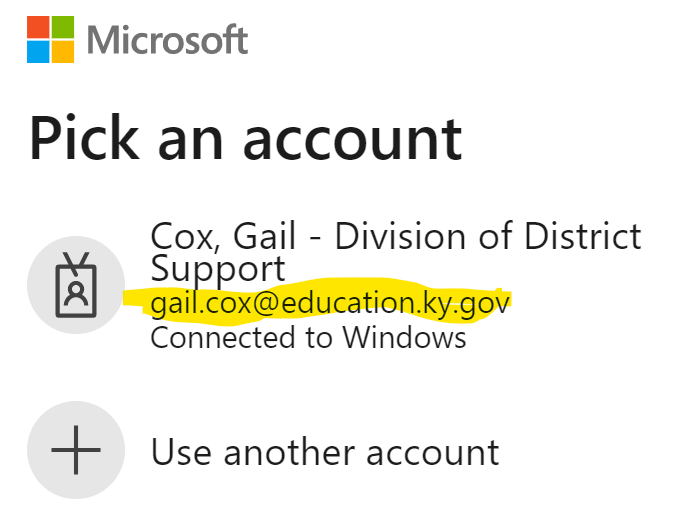 Microsoft
Pick an account
Cox, Gail - Division of District
Support
gail.cox@education.ky.gov
Connected to Windows
Use another account